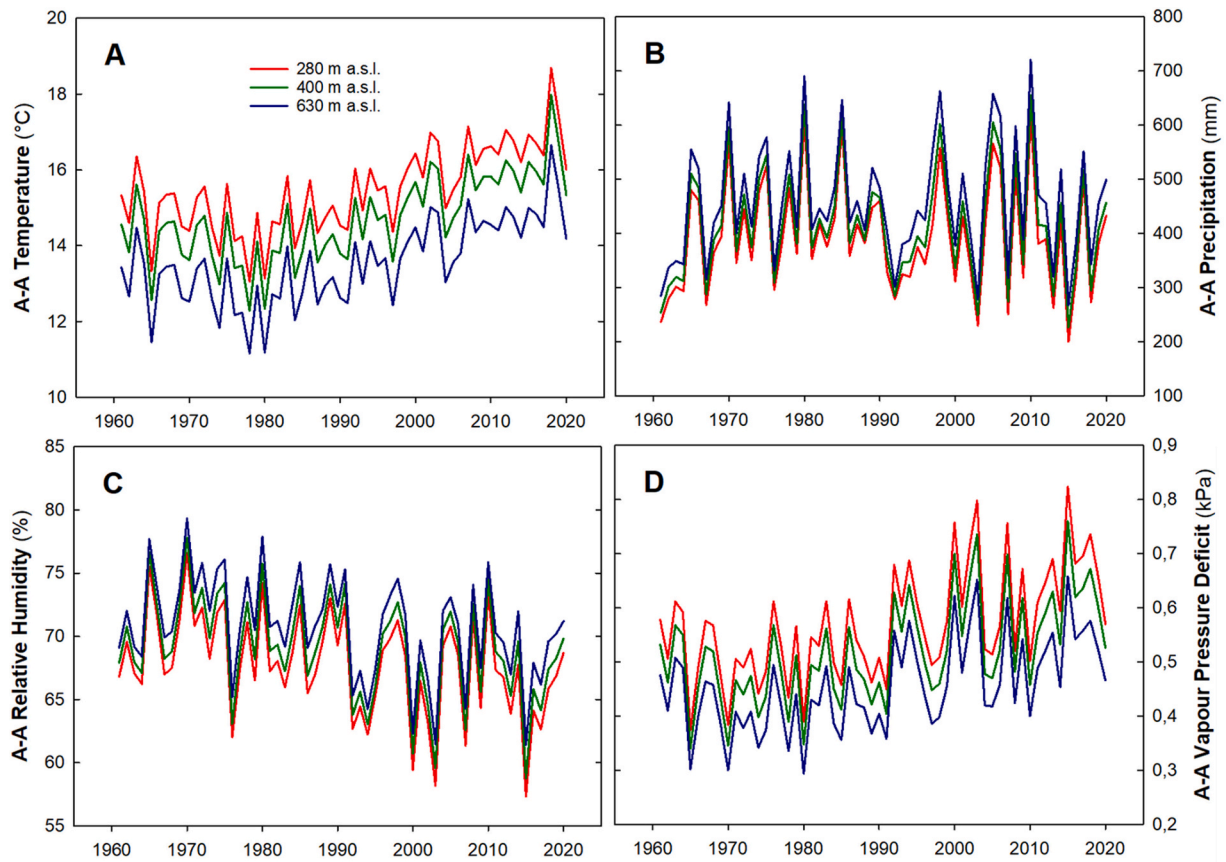 A
A-A Temperature (°C)
20
18
16
14
12
10
280 m a.s.l.
400 m a.s.l.
630 m a.s.l.
1960 1970 1980 1990 2000 2010 2020
B
A-A Precipitation (mm)
800
700
600
500
400
300
200
100
1960 1970 1980 1990 2000 2010 2020
C
A-A Relative Humidity (%)
85
80
75
70
65
60
55
1960 1970 1980 1990 2000 2010 2020
D
A-A Vapour Pressure Deficit (kPa)
0,9
0,8
0,7
0,6
0,5
0,4
0,3
0,2
1960 1970 1980 1990 2000 2010 2020